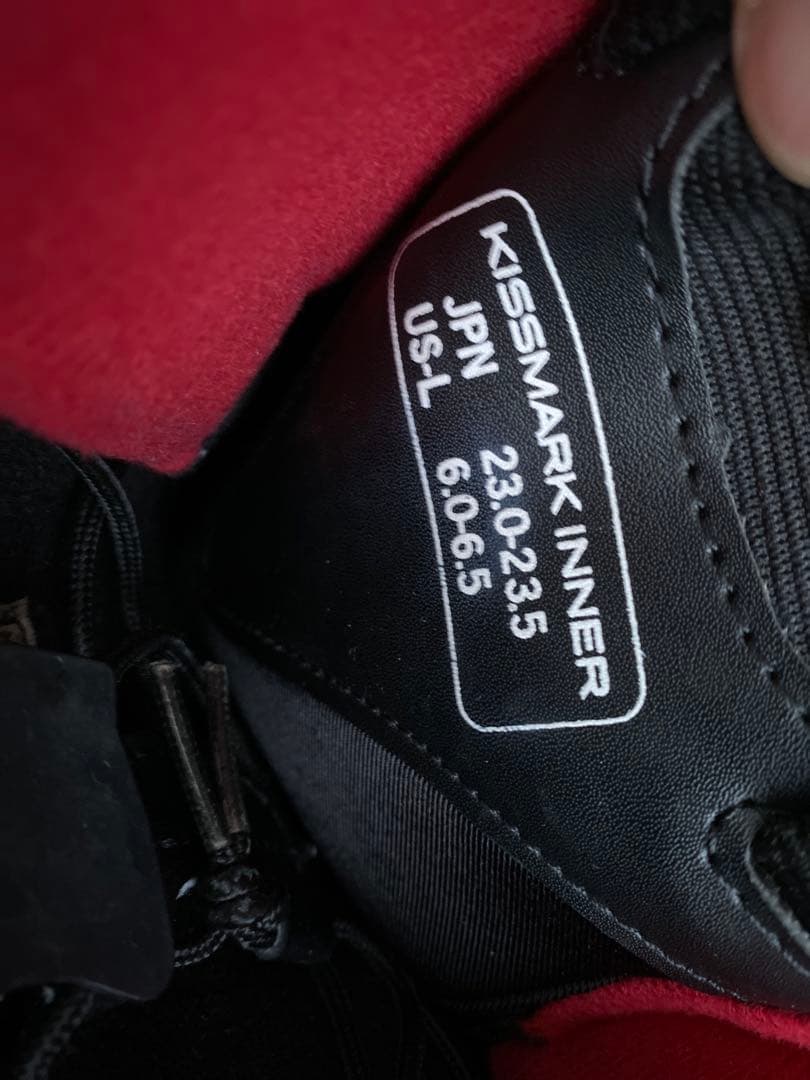 KISSMARK INNER
JPN 23.0-23.5
US-L 6.0-6.5